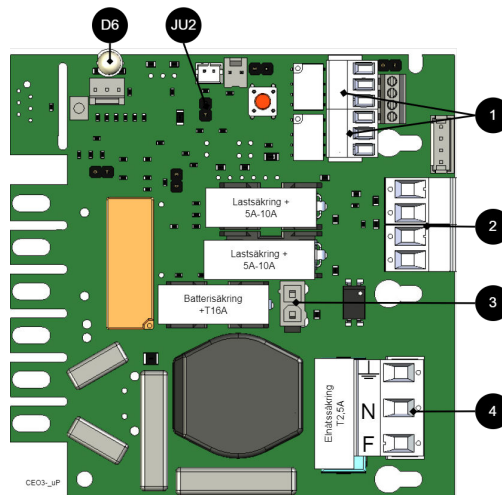 D6
JU2
1
Lastsäkring +
5A-10A
2
Lastsäkring +
5A-10A
Batterisäkring
+T16A
3
Elnätssäkring
T2,5A
N
F
4
CEO3-_uP